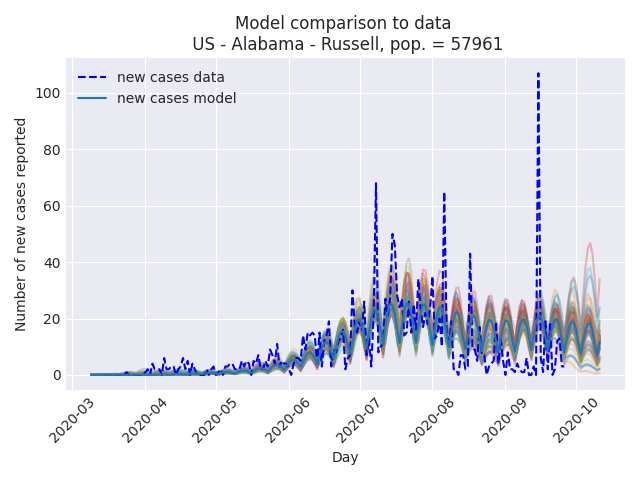 Model comparison to data
US - Alabama - Russell, pop. = 57961
new cases data
new cases model
Number of new cases reported
100
80
60
40
20
0
2020-03
2020-04
2020-05
2020-06
2020-07
2020-08
2020-09
2020-10
Day